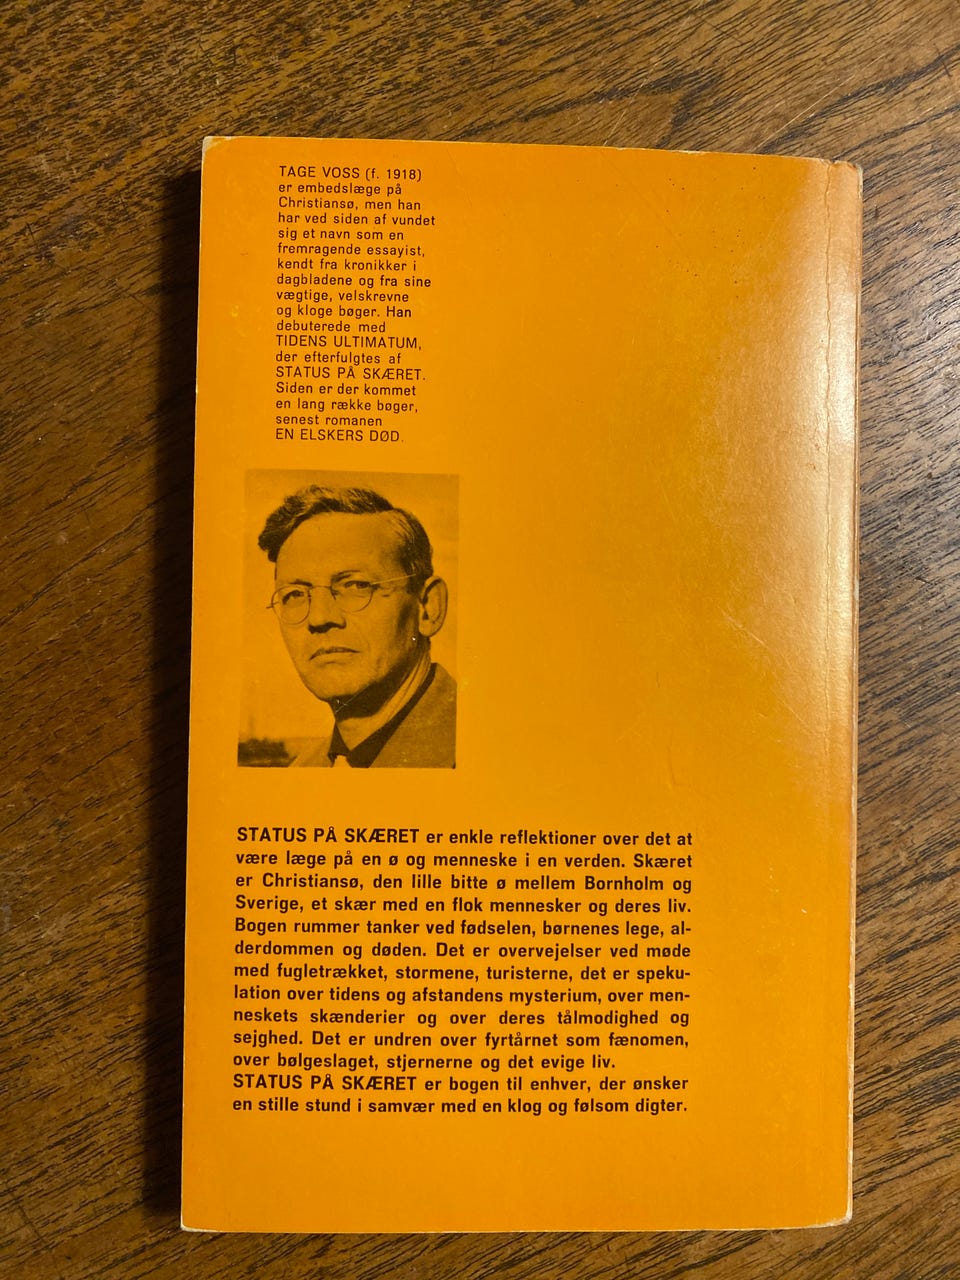 TAGE VOSS (f. 1918)
er embedslæge på
Christiansø, men han
har ved siden af vundet
sig et navn som en
fremragende essayist,
kendt fra kronikker i
dagbladene og fra sine
vægtige, velskrevne
og kloge bøger. Han
debuterede med
TIDENS ULTIMATUM,
der efterfulgtes af
STATUS PÅ SKÆRET.
Siden er der kommet
en lang række bøger,
senest romanen
EN ELSKERS DØD.
STATUS PÅ SKÆRET er enkle reflektioner over det at
være læge på en ø og menneske i en verden. Skæret
er Christiansø, den lille bitte ø mellem Bornholm og
Sverige, et skær med en flok mennesker og deres liv.
Bogen rummer tanker ved fødselen, børnenes lege, al-
derdommen og døden. Det er overvejelser ved møde
med fugletrækket, stormene, turisterne, det er speku-
lation over tidens og afstandens mysterium, over men-
neskets skænderier og over deres tålmodighed og
sejghed. Det er undren over fyrtårnet som fænomen,
over bølgeslaget, stjernerne og det evige liv.
STATUS PÅ SKÆRET er bogen til enhver, der ønsker
en stille stund i samvær med en klog og følsom digter.